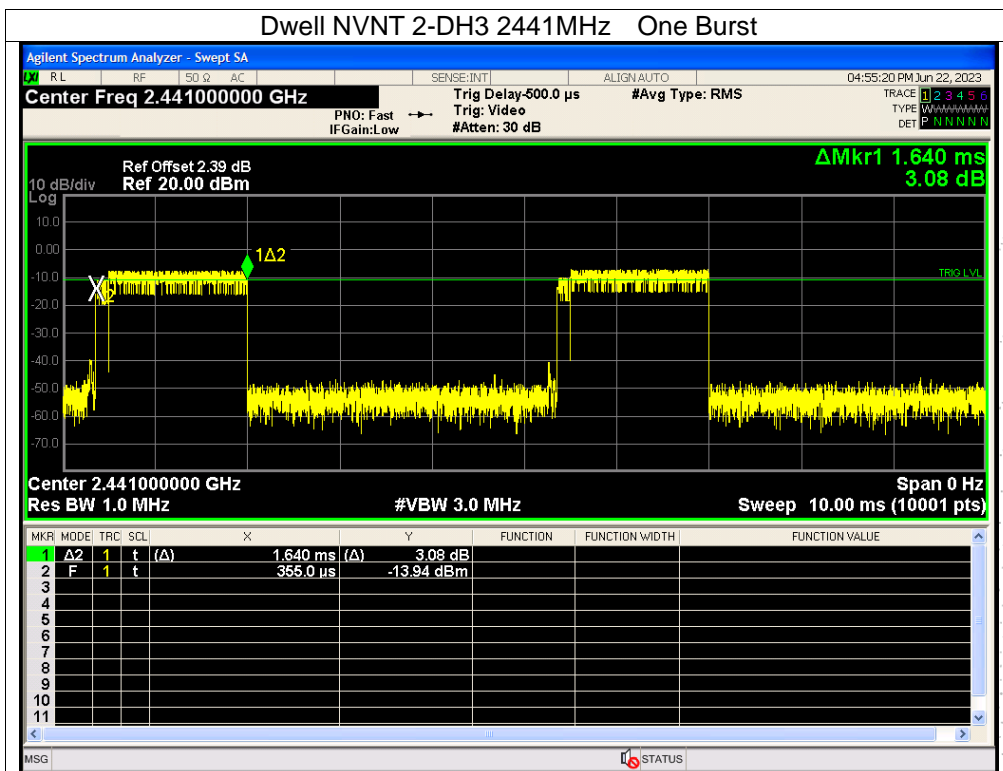 Dwell NVNT 2-DH3 2441MHz One Burst
Agilent Spectrum Analyzer - Swept SA
LXI RL RF 50 Ω AC SENSE:INT ALIGN AUTO 04:55:20 PM Jun 22, 2023
Center Freq 2.441000000 GHz Trig Delay-500.0 µs #Avg Type: RMS TRACE 1 2 3 4 5 6
PNO: Fast Trig: Video TYPE WWWWWW
IFGain:Low #Atten: 30 dB DET P N N N N N
ΔMkr1 1.640 ms
3.08 dB
Ref Offset 2.39 dB
10 dB/div Ref 20.00 dBm
Log
10.0
0.00
1Δ2
-10.0
TRIG LVL
2
-20.0
-30.0
-40.0
-50.0
-60.0
-70.0
Center 2.441000000 GHz Span 0 Hz
Res BW 1.0 MHz #VBW 3.0 MHz Sweep 10.00 ms (10001 pts)
MKR MODE TRC SCL X Y FUNCTION FUNCTION WIDTH FUNCTION VALUE
1 Δ2 1 t (Δ) 1.640 ms (Δ) 3.08 dB
2 F 1 t 355.0 µs -13.94 dBm
3
4
5
6
7
8
9
10
11
MSG STATUS